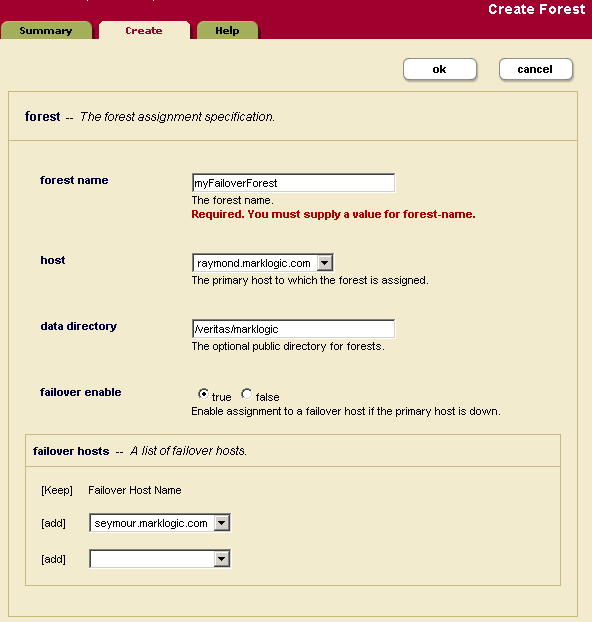 Create Forest
Summary Create Help
ok cancel
forest -- The forest assignment specification.
forest name myFailoverForest
The forest name.
Required. You must supply a value for forest-name.
host raymond.marklogic.com
The primary host to which the forest is assigned.
data directory /veritas/marklogic
The optional public directory for forests.
failover enable true false
Enable assignment to a failover host if the primary host is down.
failover hosts -- A list of failover hosts.
[Keep] Failover Host Name
[add] seymour.marklogic.com
[add]